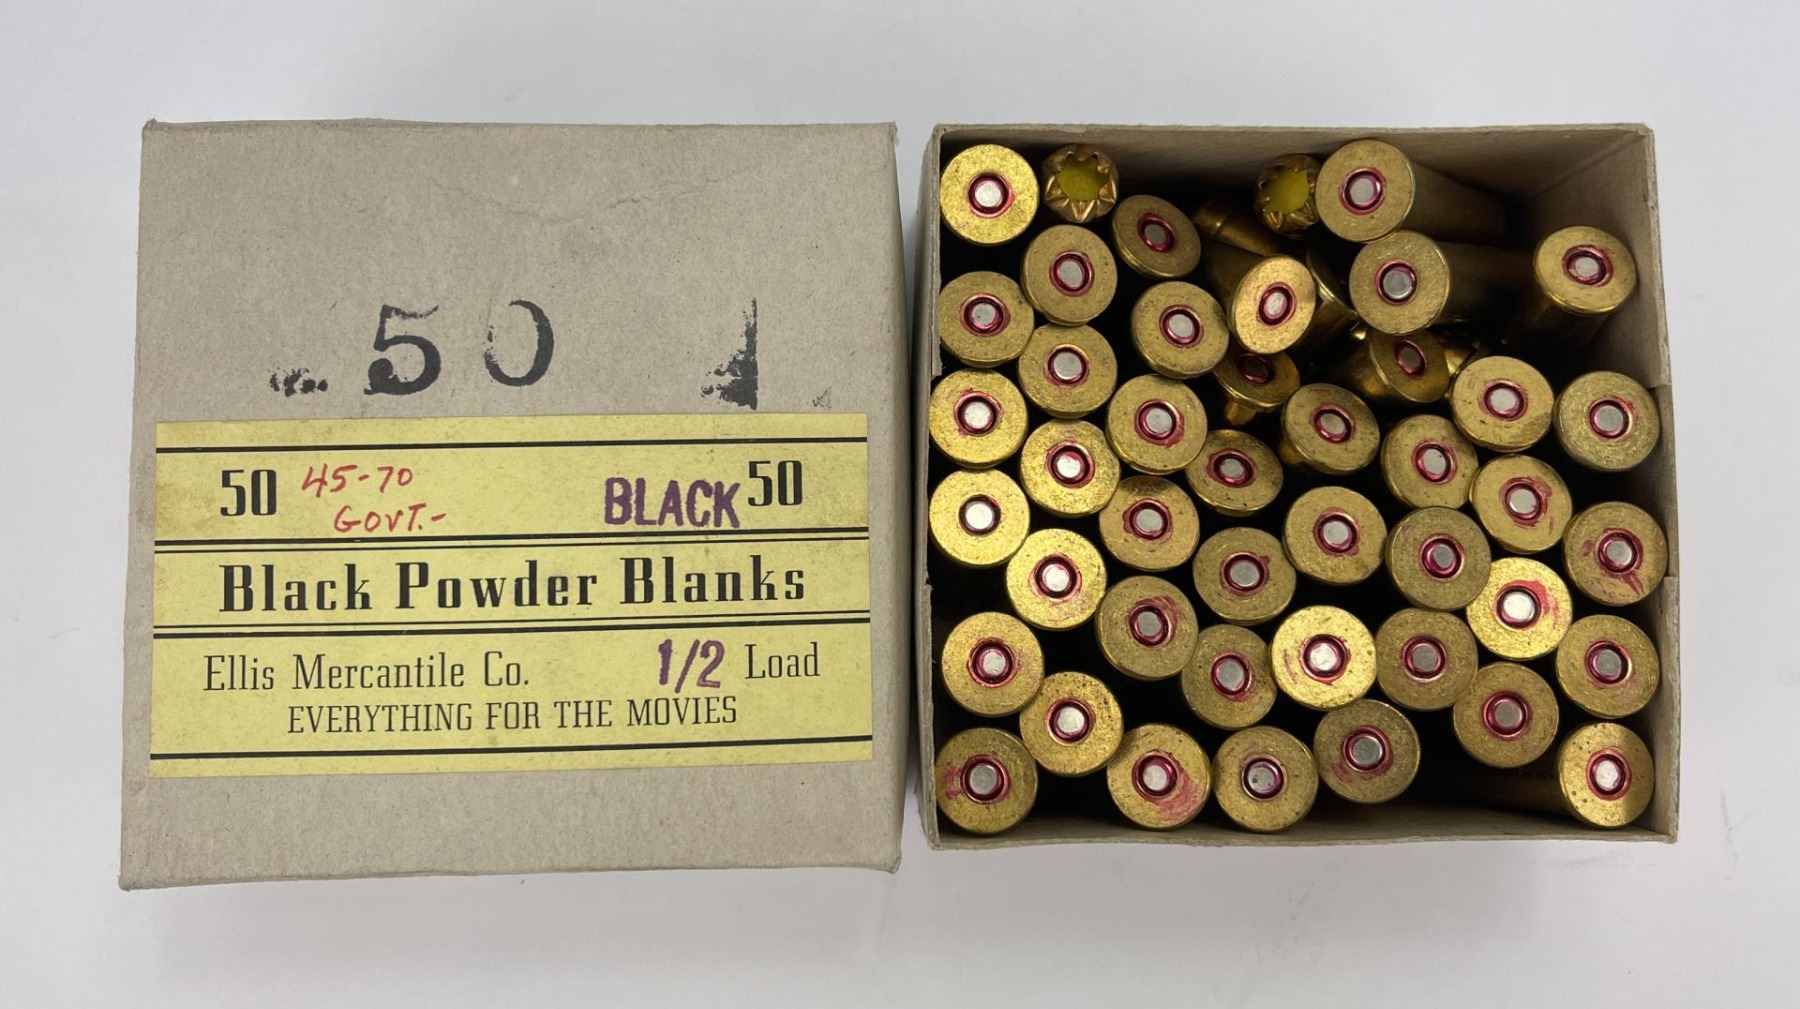 50
50 45-70 BLACK 50
GOVT.-
Black Powder Blanks
Ellis Mercantile Co. 1/2 Load
EVERYTHING FOR THE MOVIES